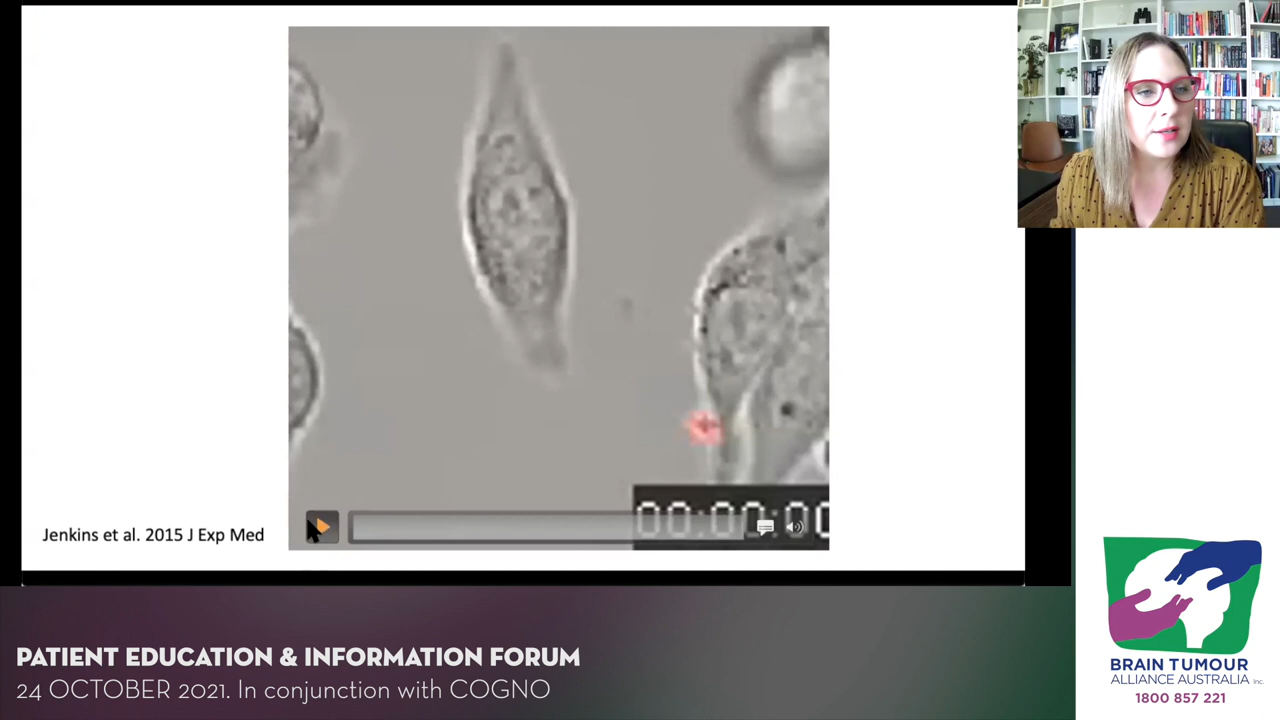 00:00:00
Jenkins et al. 2015 J Exp Med
PATIENT EDUCATION & INFORMATION FORUM
24 OCTOBER 2021. In conjunction with COGNO
BRAIN TUMOUR
ALLIANCE AUSTRALIA Inc.
1800 857 221